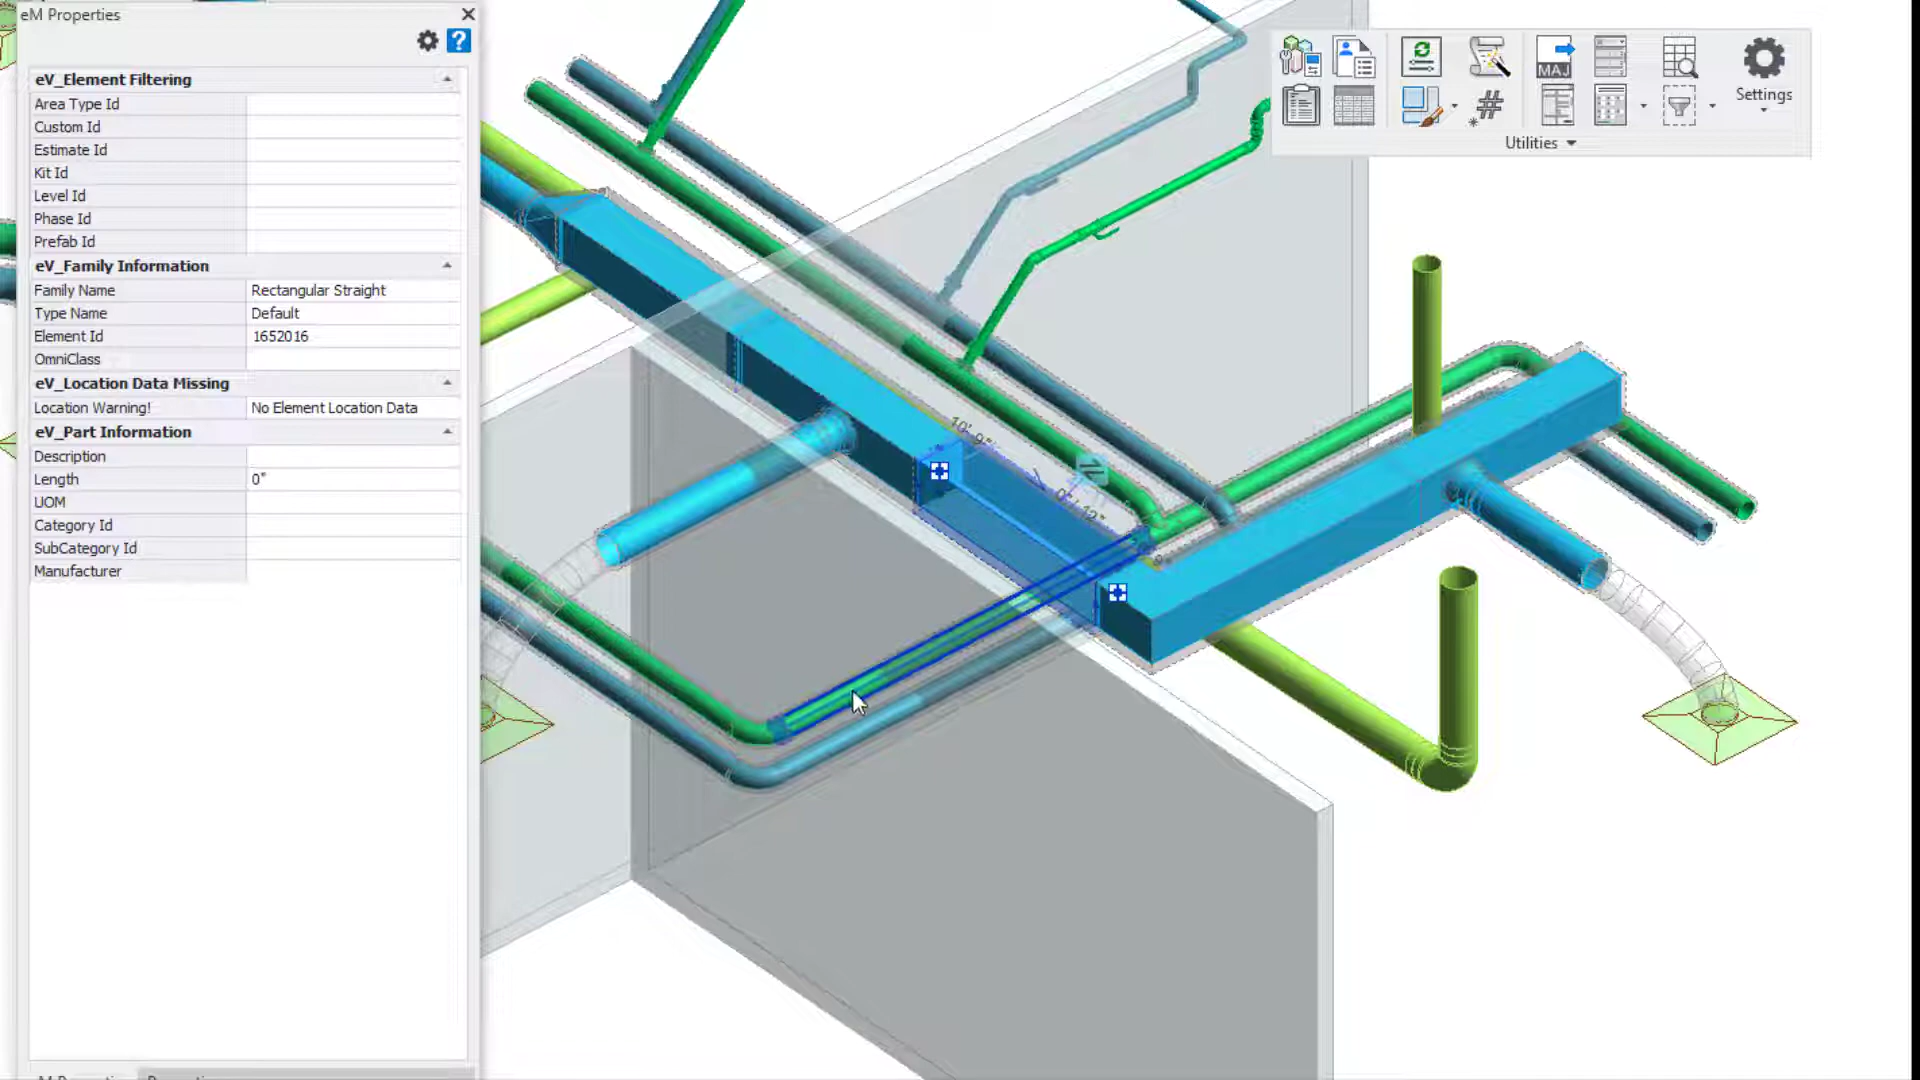 eM Properties
?
eV_Element Filtering
Area Type Id
Custom Id
Estimate Id
Kit Id
Level Id
Phase Id
Prefab Id
eV_Family Information
Family Name Rectangular Straight
Type Name Default
Element Id 1652016
OmniClass
eV_Location Data Missing
Location Warning! No Element Location Data
eV_Part Information
Description
Length 0"
UOM
Category Id
SubCategory Id
Manufacturer
MAJ
#
Settings
Utilities
10' 9"